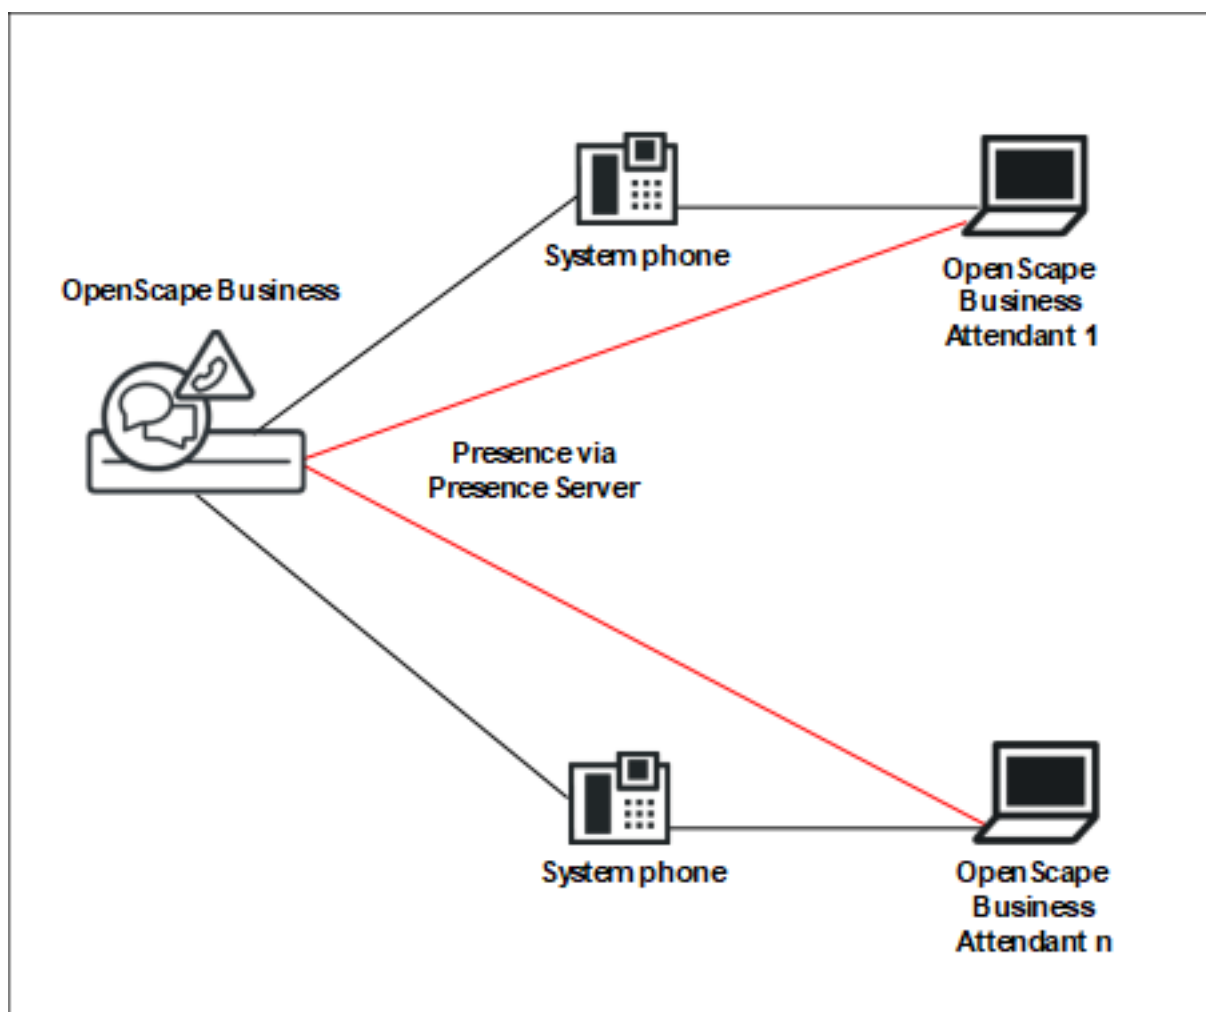 System phone
OpenScape
Business
Attendant 1
OpenScape Business
Presence via
Presence Server
System phone
OpenScape
Business
Attendant n